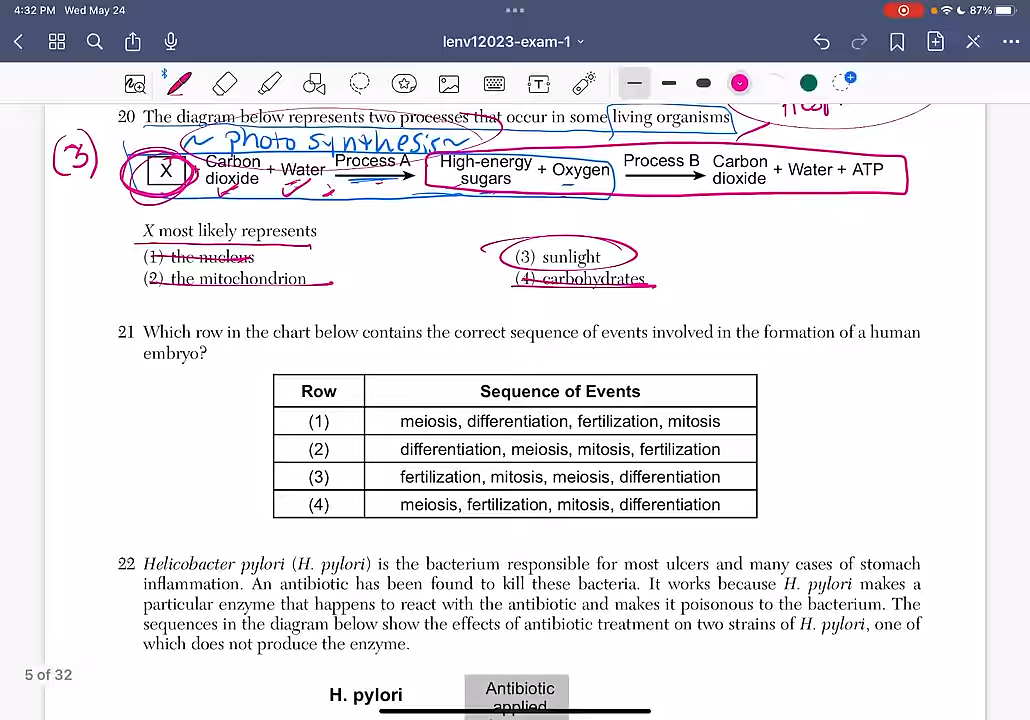 4:32 PM Wed May 24
87%
lenv12023-exam-1
20 The diagram below represents two processes that occur in some living organisms
~ photosynthesis ~
(3)
X Carbon dioxide + Water Process A High-energy sugars + Oxygen Process B Carbon dioxide + Water + ATP
X most likely represents
(1) the nucleus (3) sunlight
(2) the mitochondrion (4) carbohydrates
21 Which row in the chart below contains the correct sequence of events involved in the formation of a human
embryo?
Row Sequence of Events
(1) meiosis, differentiation, fertilization, mitosis
(2) differentiation, meiosis, mitosis, fertilization
(3) fertilization, mitosis, meiosis, differentiation
(4) meiosis, fertilization, mitosis, differentiation
22 Helicobacter pylori (H. pylori) is the bacterium responsible for most ulcers and many cases of stomach
inflammation. An antibiotic has been found to kill these bacteria. It works because H. pylori makes a
particular enzyme that happens to react with the antibiotic and makes it poisonous to the bacterium. The
sequences in the diagram below show the effects of antibiotic treatment on two strains of H. pylori, one of
which does not produce the enzyme.
5 of 32
H. pylori Antibiotic
applied